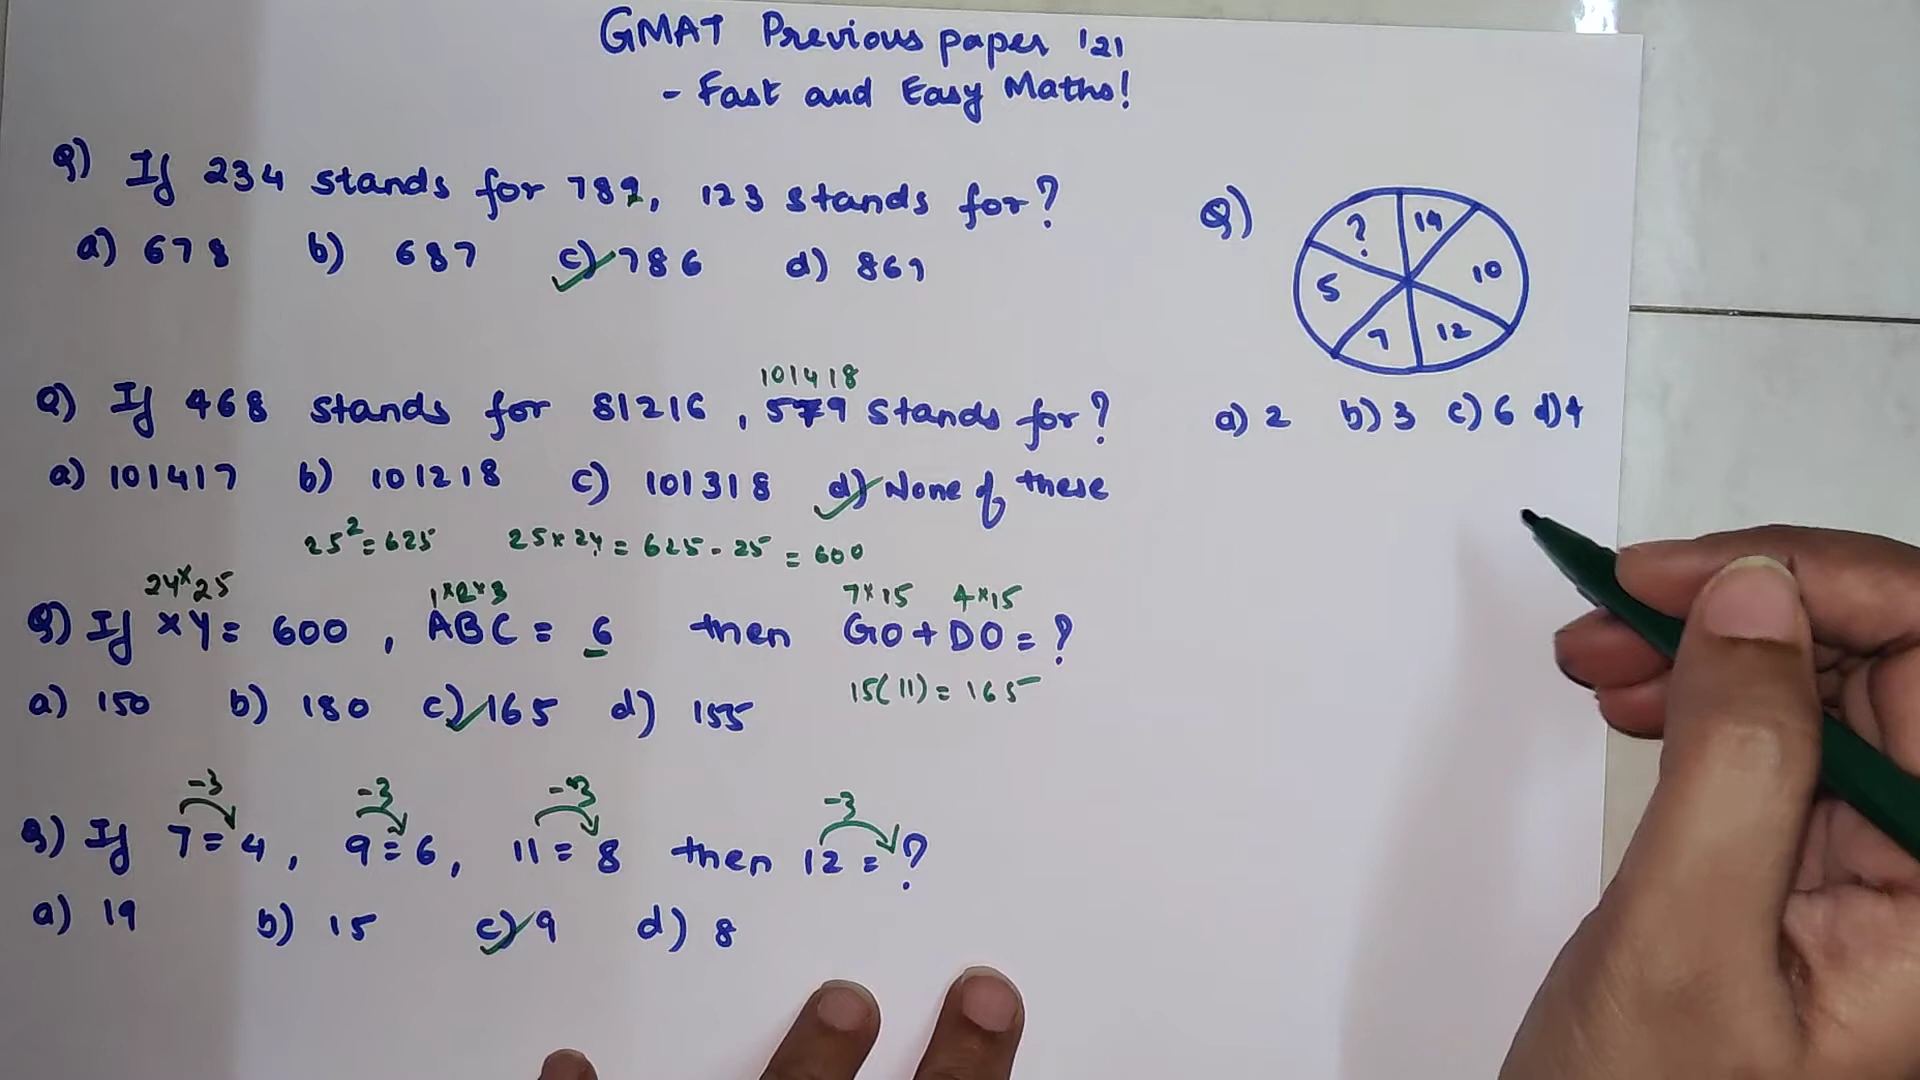 GMAT Previous paper '21
- Fast and Easy Maths!
Q) If 234 stands for 789, 123 stands for?
a) 678 b) 687 c) 786 d) 867
Q) If 468 stands for 81216, 579 stands for?
101418
a) 101417 b) 101218 c) 101318 d) None of these
25²=625 25×24=625-25=600
24×25 1×2×3 7×15 4×15
Q) If XY= 600, ABC= 6 then GO+DO=?
15(11)=165
a) 150 b) 180 c) 165 d) 155
-3 -3 -3 -3
Q) If 7=4, 9=6, 11=8 then 12=?
a) 19 b) 15 c) 9 d) 8
Q)
? 19
5 10
12
a) 2 b) 3 c) 6 d) 4